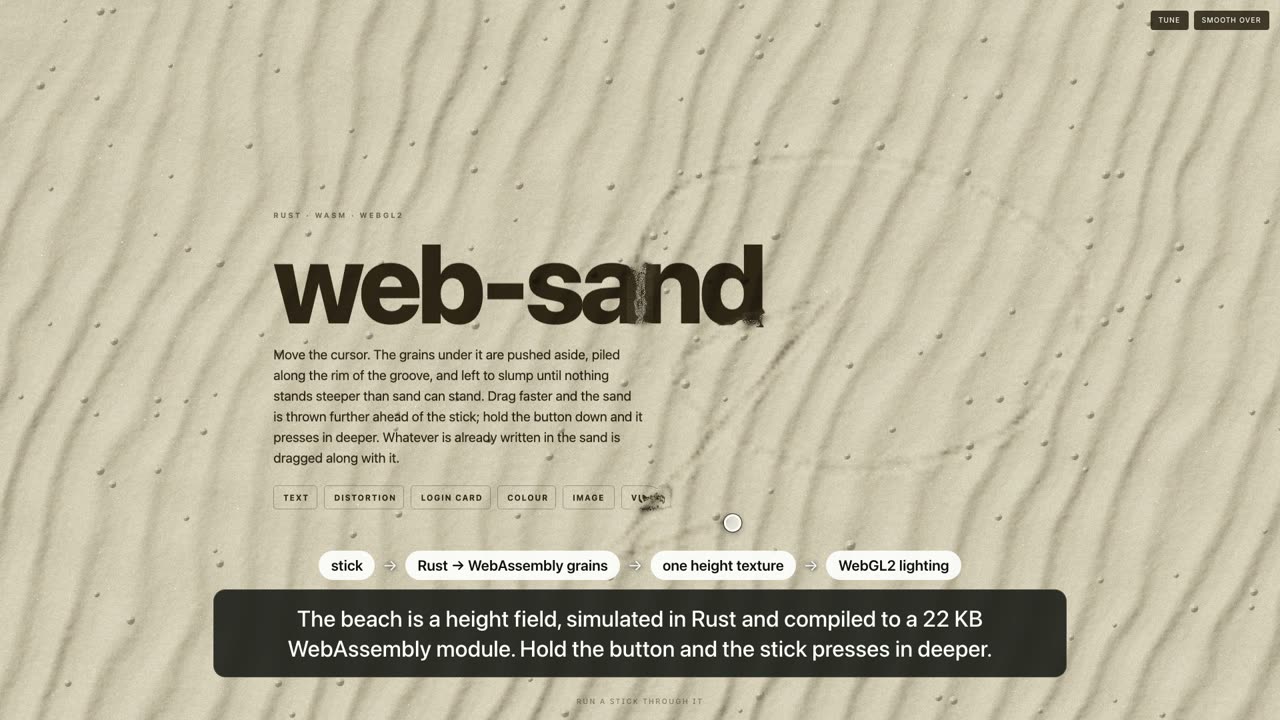 TUNE
SMOOTH OVER
RUST · WASM · WEBGL2
web-sand
Move the cursor. The grains under it are pushed aside, piled
along the rim of the groove, and left to slump until nothing
stands steeper than sand can stand. Drag faster and the sand
is thrown further ahead of the stick; hold the button down and it
presses in deeper. Whatever is already written in the sand is
dragged along with it.
TEXT
DISTORTION
LOGIN CARD
COLOUR
IMAGE
stick → Rust → WebAssembly grains → one height texture → WebGL2 lighting
The beach is a height field, simulated in Rust and compiled to a 22 KB
WebAssembly module. Hold the button and the stick presses in deeper.
RUN A STICK THROUGH IT